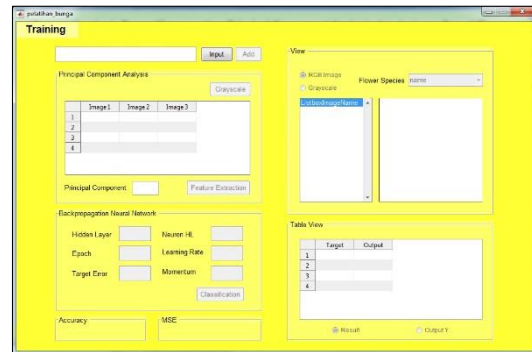 pelatihan_bunga
Training
Input Add
Principal Component Analysis
Grayscale
Image1 Image2 Image3
1
2
3
4
Principal Component
Feature Extraction
Backpropagation Neural Network
Hidden Layer Neuron HL
Epoch Learning Rate
Target Error Momentum
Classification
Accuracy
MSE
View
RGB Image
Grayscale
Flower Species name
ListboxImageName
Table View
Target Output
1
2
3
4
Result Output Y